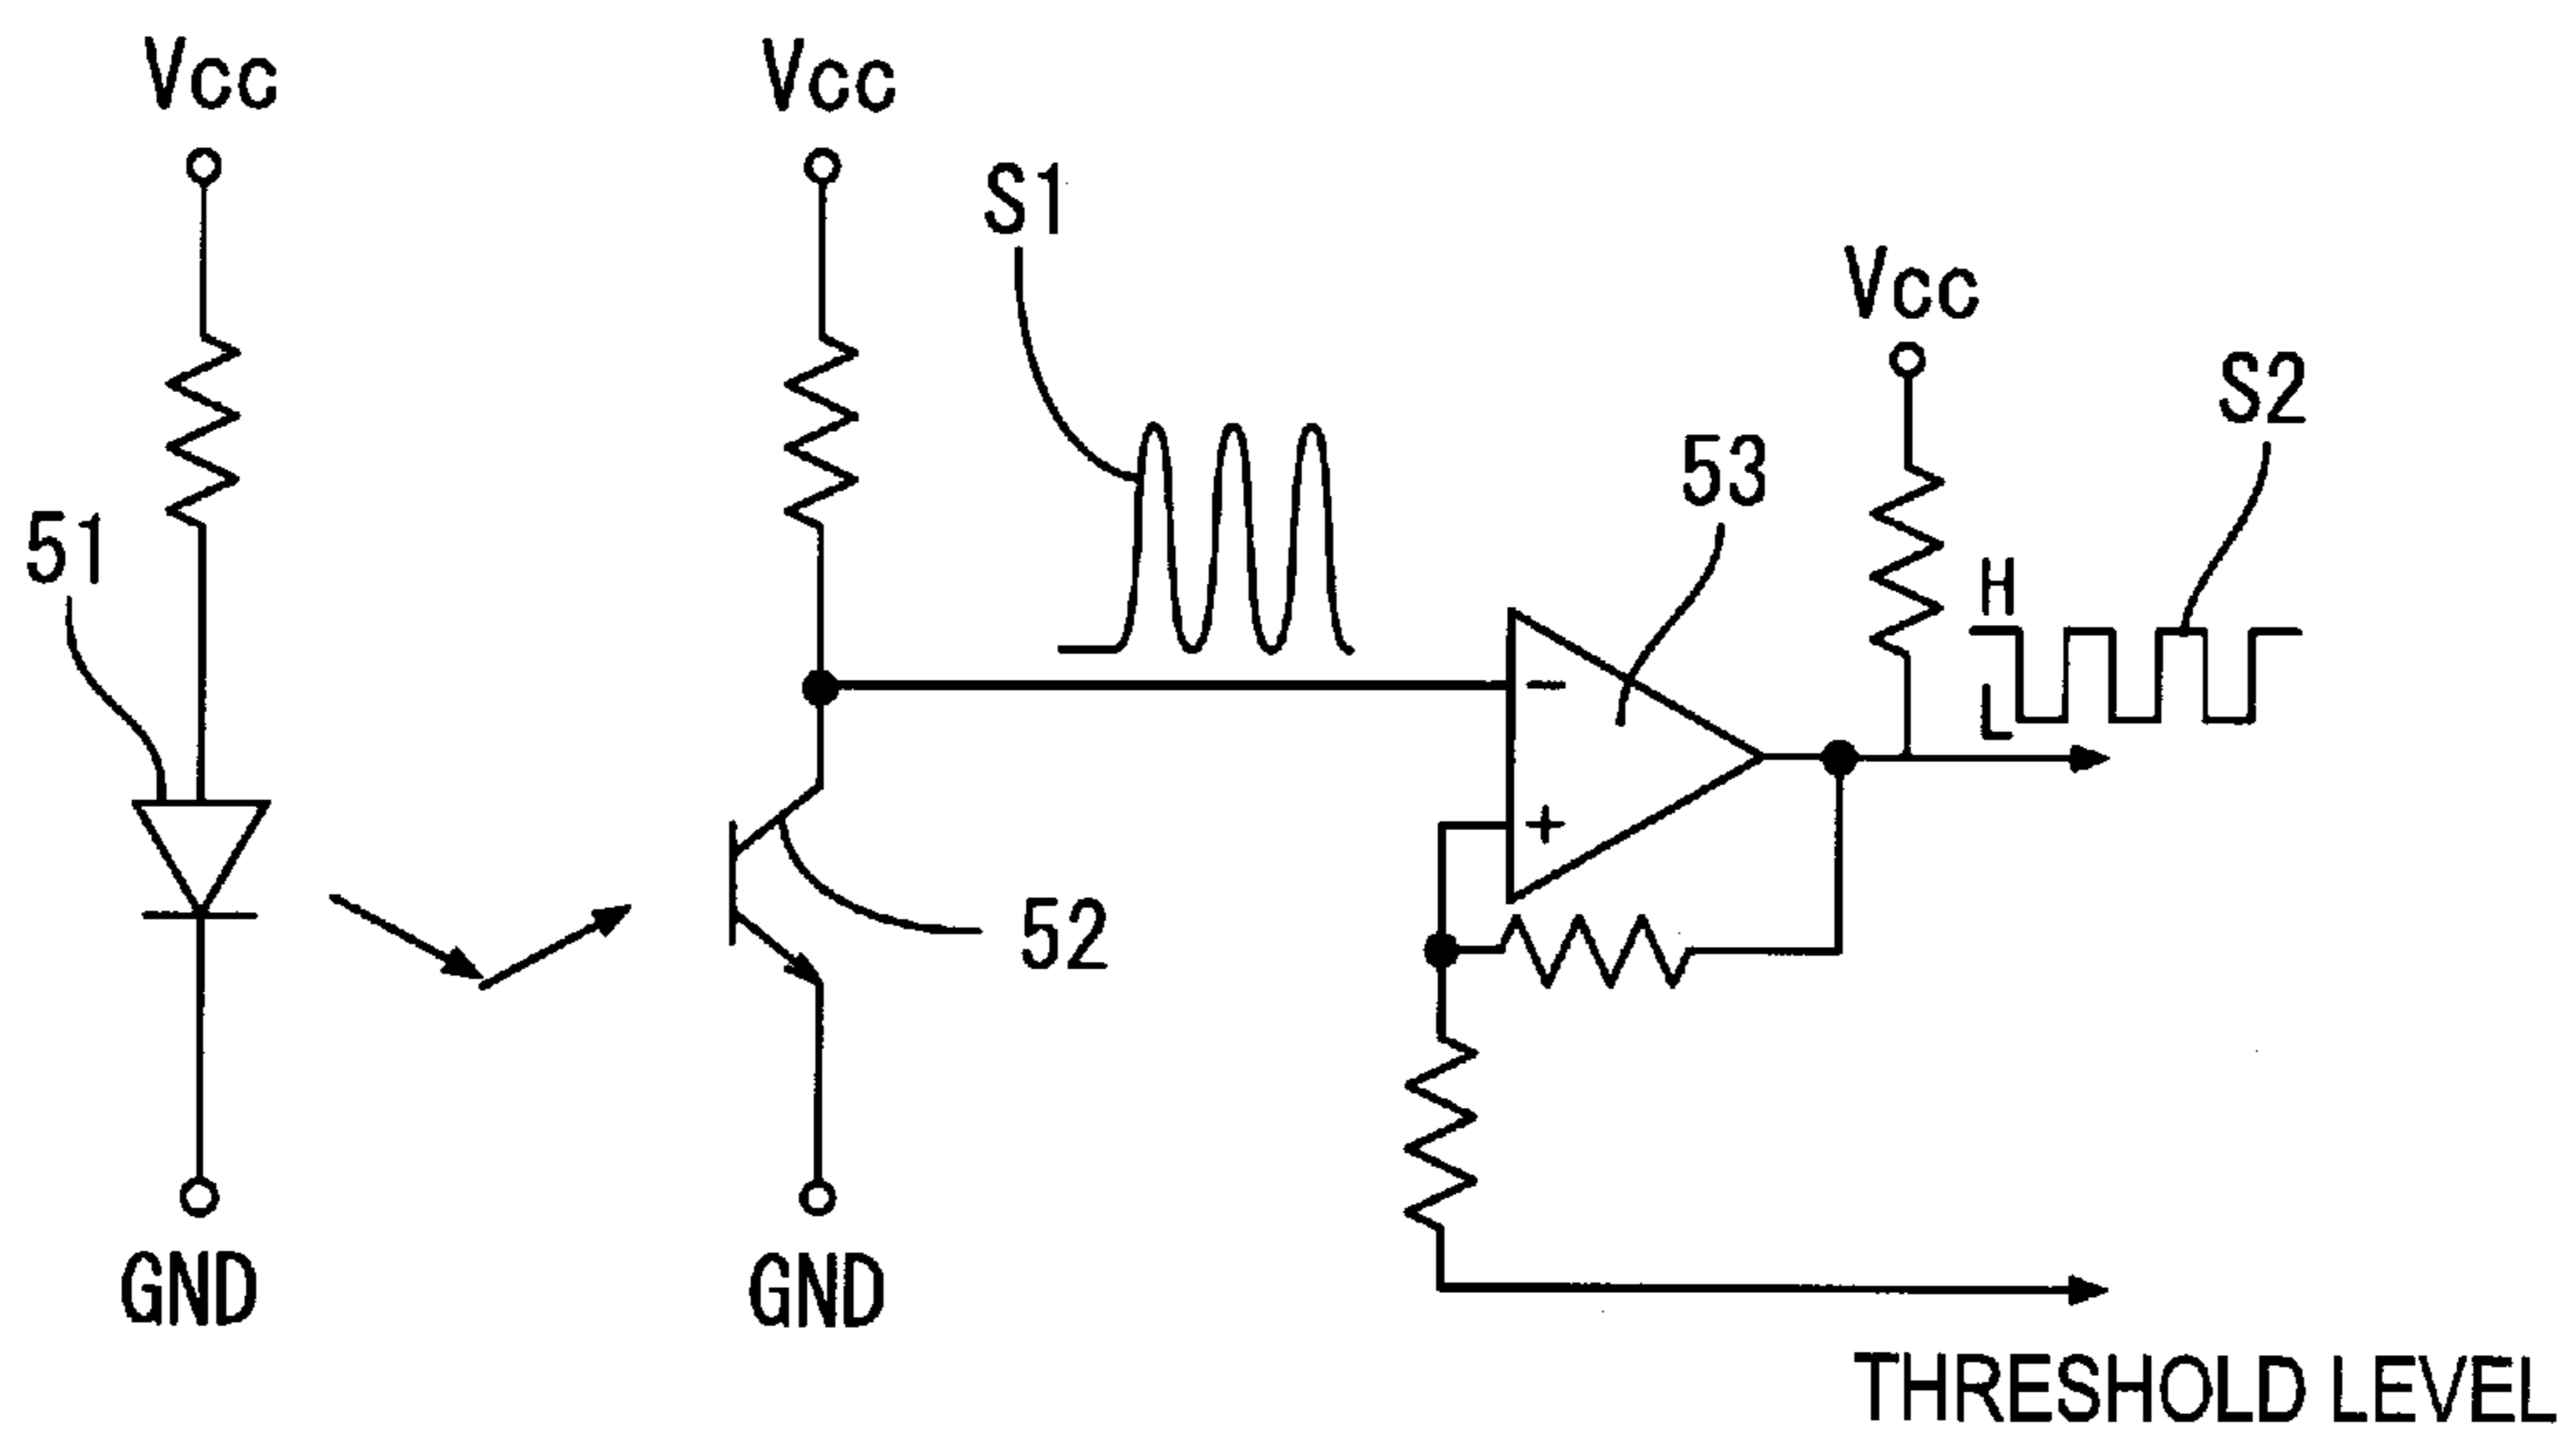 Vcc
Vcc
S1
Vcc
S2
53
51
H
L
-
+
52
GND
GND
THRESHOLD LEVEL